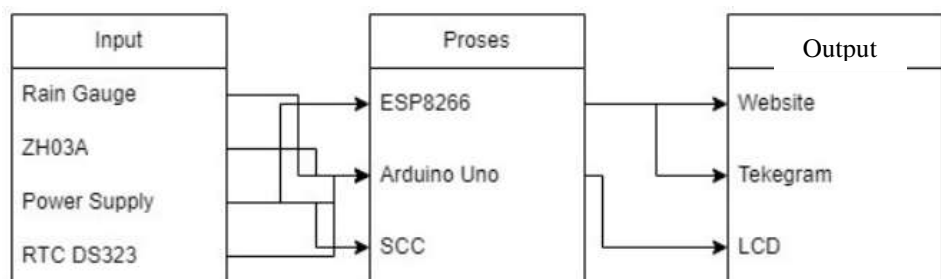 Input
Rain Gauge
ZH03A
Power Supply
RTC DS323
Proses
ESP8266
Arduino Uno
SCC
Output
Website
Tekegram
LCD